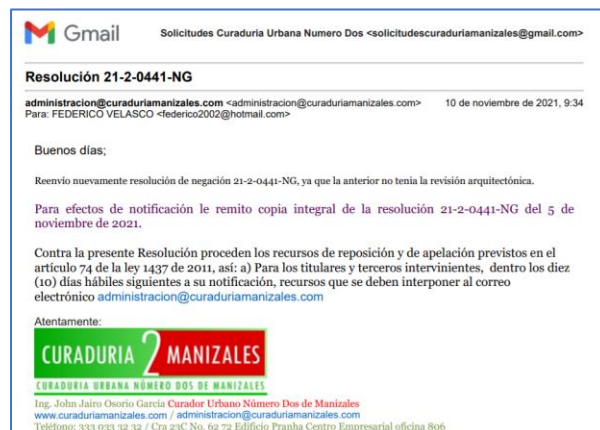 Gmail
Solicitudes Curaduria Urbana Numero Dos <solicitudescuraduriamanizales@gmail.com>
Resolución 21-2-0441-NG
administracion@curaduriamanizales.com <administracion@curaduriamanizales.com> 10 de noviembre de 2021, 9:34
Para: FEDERICO VELASCO <federico2002@hotmail.com>
Buenos días;
Reenvio nuevamente resolución de negación 21-2-0441-NG, ya que la anterior no tenia la revisión arquitectónica.
Para efectos de notificación le remito copia integral de la resolución 21-2-0441-NG del 5 de
noviembre de 2021.
Contra la presente Resolución proceden los recursos de reposición y de apelación previstos en el
artículo 74 de la ley 1437 de 2011, así: a) Para los titulares y terceros intervinientes, dentro los diez
(10) días hábiles siguientes a su notificación, recursos que se deben interponer al correo
electrónico administracion@curaduriamanizales.com
Atentamente:
CURADURIA 2 MANIZALES
CURADURIA URBANA NÚMERO DOS DE MANIZALES
Ing. John Jairo Osorio García Curador Urbano Número Dos de Manizales
www.curaduriamanizales.com / administracion@curaduriamanizales.com
Teléfono: 333 033 32 32 / Cra 23C No. 62 72 Edificio Pranha Centro Empresarial oficina 806